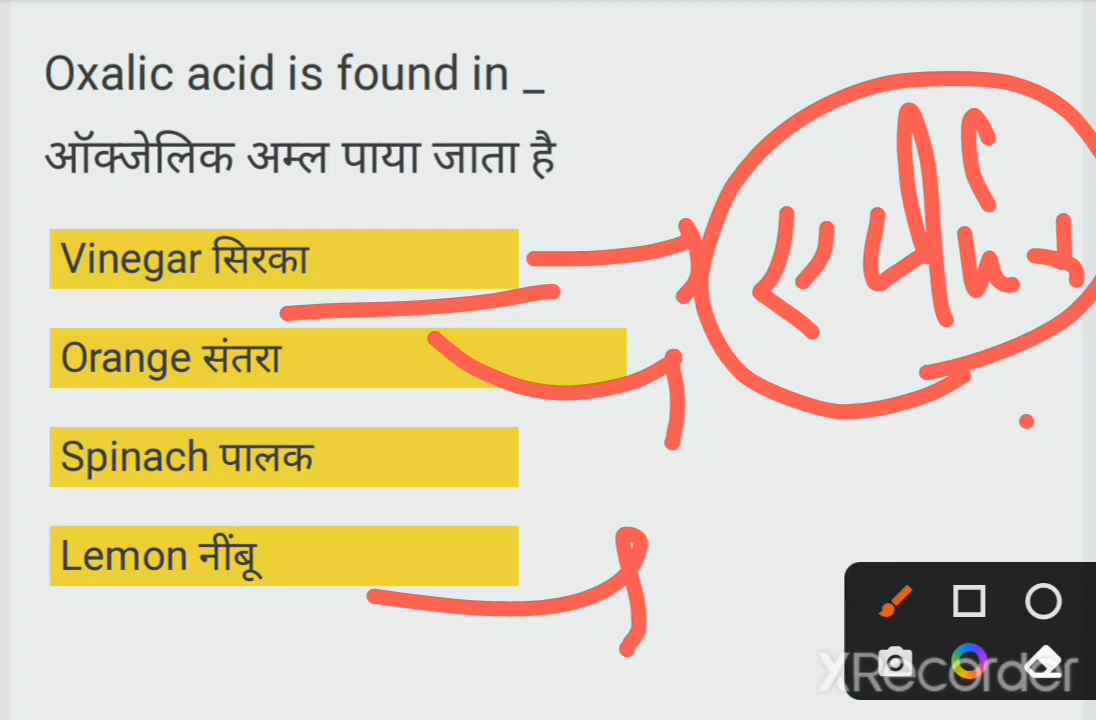 Oxalic acid is found in _
ऑक्जेलिक अम्ल पाया जाता है
Vinegar सिरका
Orange संतरा
Spinach पालक
Lemon नींबू
XRecorder